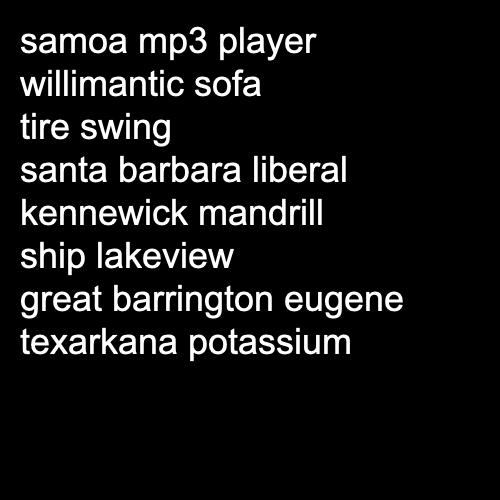 samoa mp3 player
willimantic sofa
tire swing
santa barbara liberal
kennewick mandrill
ship lakeview
great barrington eugene
texarkana potassium